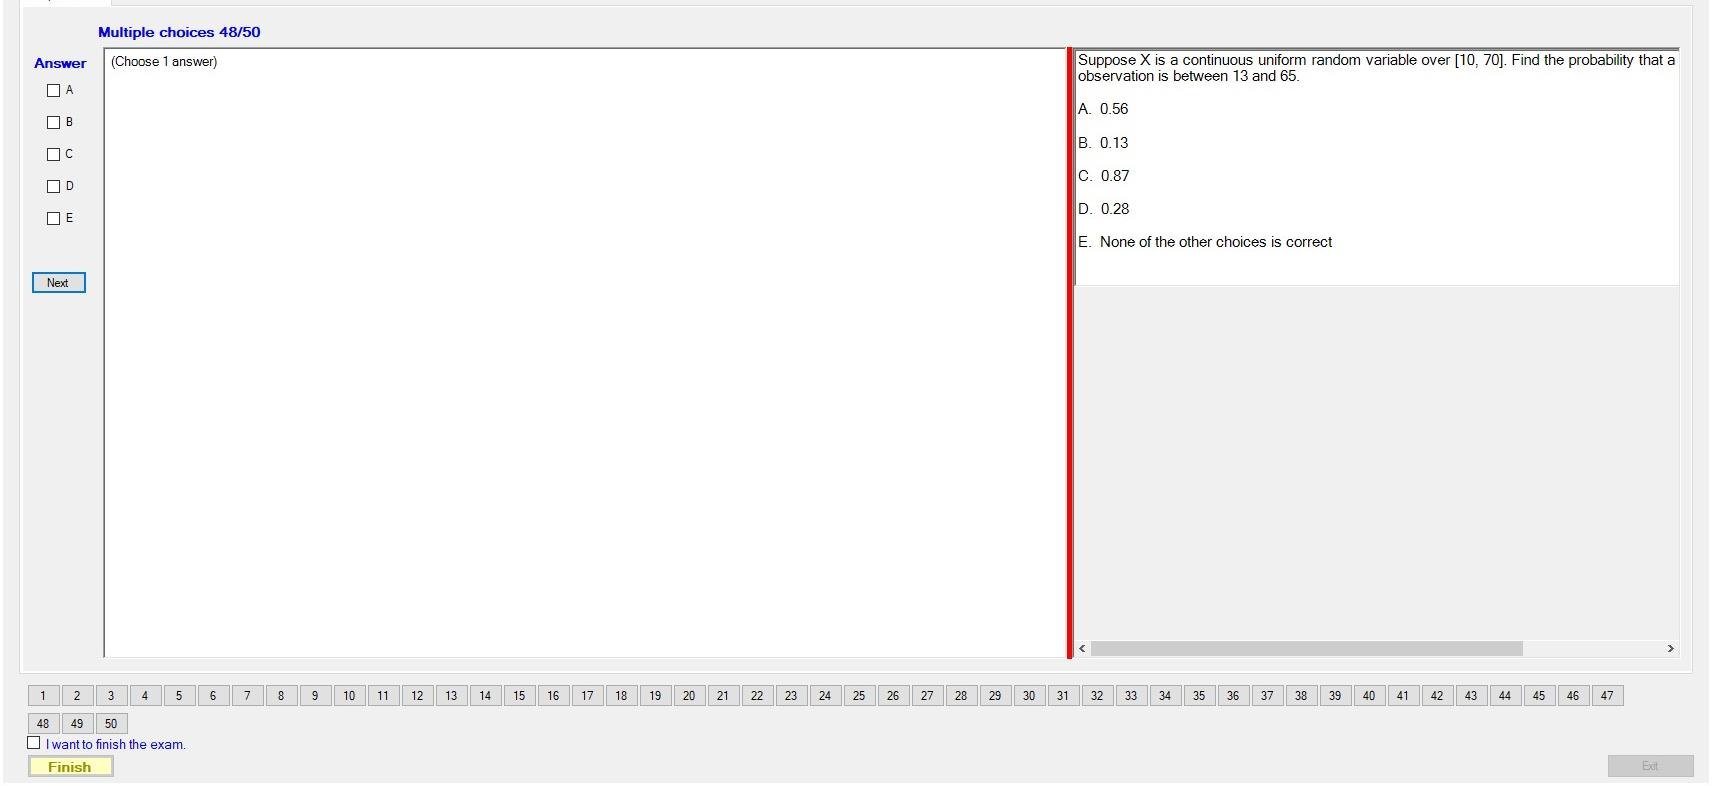 Multiple choices 48/50
Answer
A
B
C
D
E
Next
(Choose 1 answer)
Suppose X is a continuous uniform random variable over [10, 70]. Find the probability that a
observation is between 13 and 65.
A. 0.56
B. 0.13
C. 0.87
D. 0.28
E. None of the other choices is correct
1 2 3 4 5 6 7 8 9 10 11 12 13 14 15 16 17 18 19 20 21 22 23 24 25 26 27 28 29 30 31 32 33 34 35 36 37 38 39 40 41 42 43 44 45 46 47
48 49 50
I want to finish the exam.
Finish
Exit